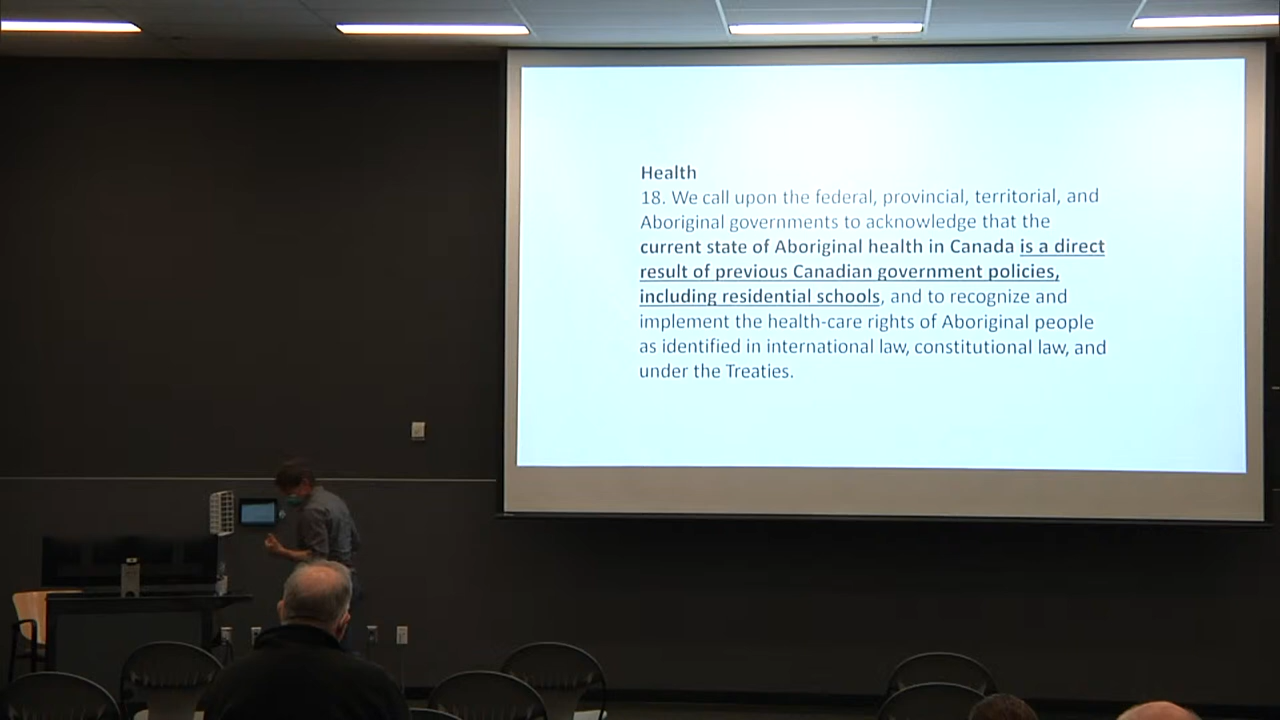 Health
18. We call upon the federal, provincial, territorial, and
Aboriginal governments to acknowledge that the
current state of Aboriginal health in Canada is a direct
result of previous Canadian government policies,
including residential schools, and to recognize and
implement the health-care rights of Aboriginal people
as identified in international law, constitutional law, and
under the Treaties.